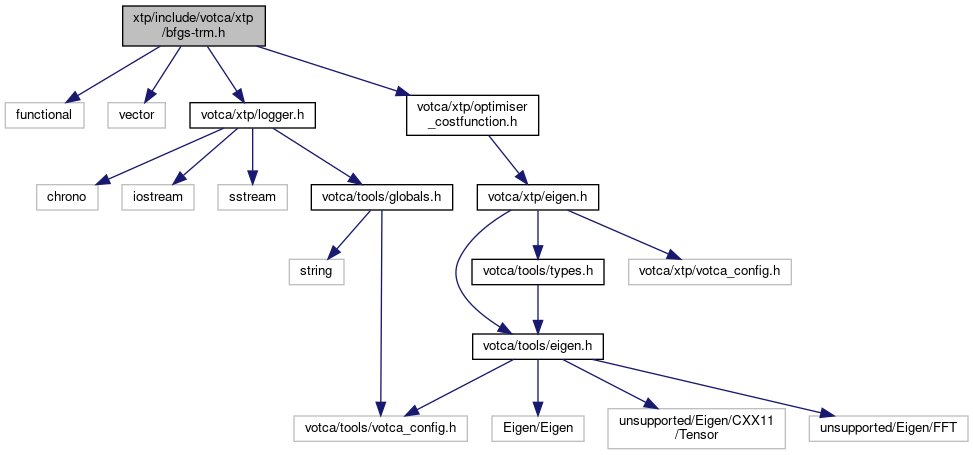 xtp/include/votca/xtp
/bfgs-trm.h
functional
vector
votca/xtp/logger.h
votca/xtp/optimiser
_costfunction.h
chrono
iostream
sstream
votca/tools/globals.h
votca/xtp/eigen.h
string
votca/tools/types.h
votca/xtp/votca_config.h
votca/tools/eigen.h
votca/tools/votca_config.h
Eigen/Eigen
unsupported/Eigen/CXX11
/Tensor
unsupported/Eigen/FFT